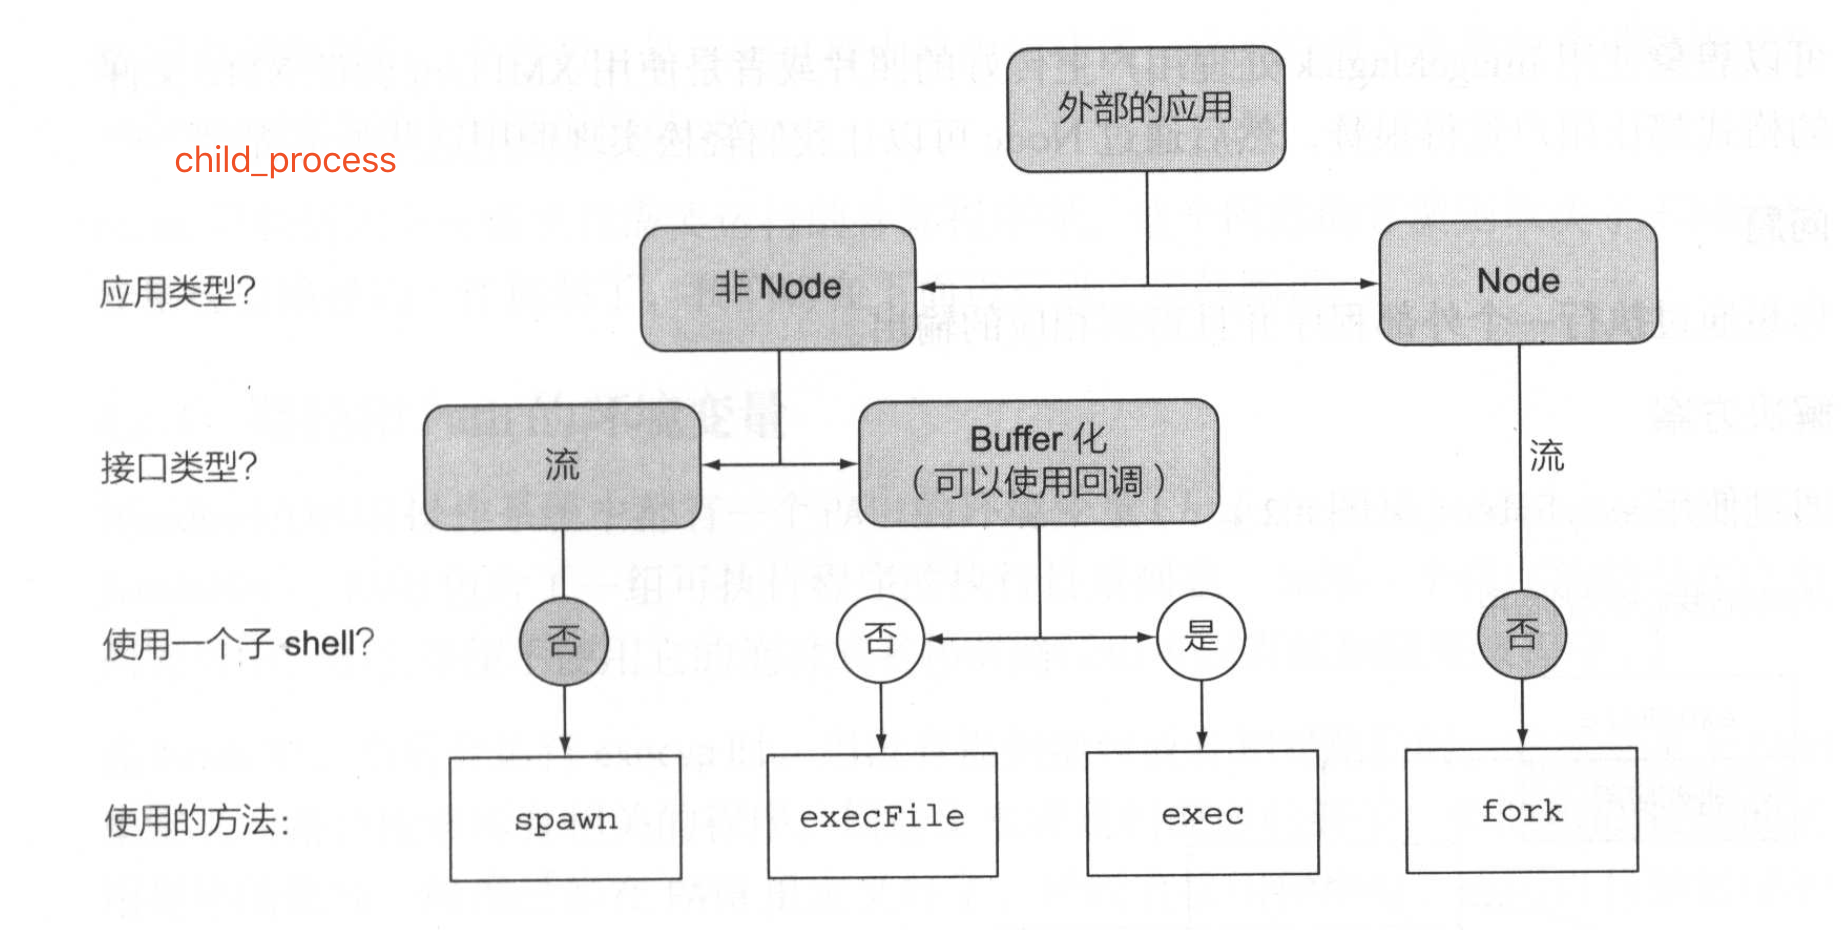 外部的应用
child_process
应用类型?
非 Node
Node
接口类型?
流
Buffer 化
（可以使用回调）
流
使用一个子 shell?
否
否
是
否
使用的方法:
spawn
execFile
exec
fork